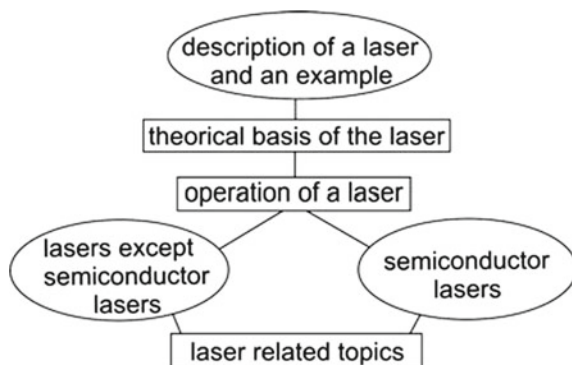 description of a laser
and an example
theorical basis of the laser
operation of a laser
lasers except
semiconductor
lasers
semiconductor
lasers
laser related topics